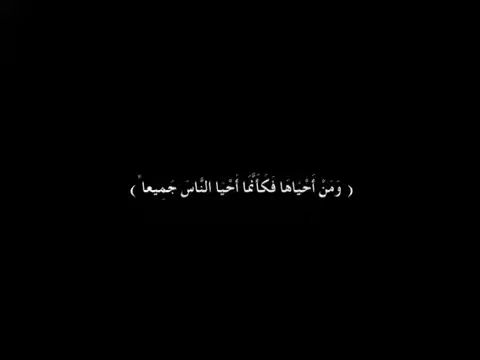 ( وَمَنْ أَحْيَاهَا فَكَأَنَّمَا أَحْيَا النَّاسَ جَمِيعًا ۚ )